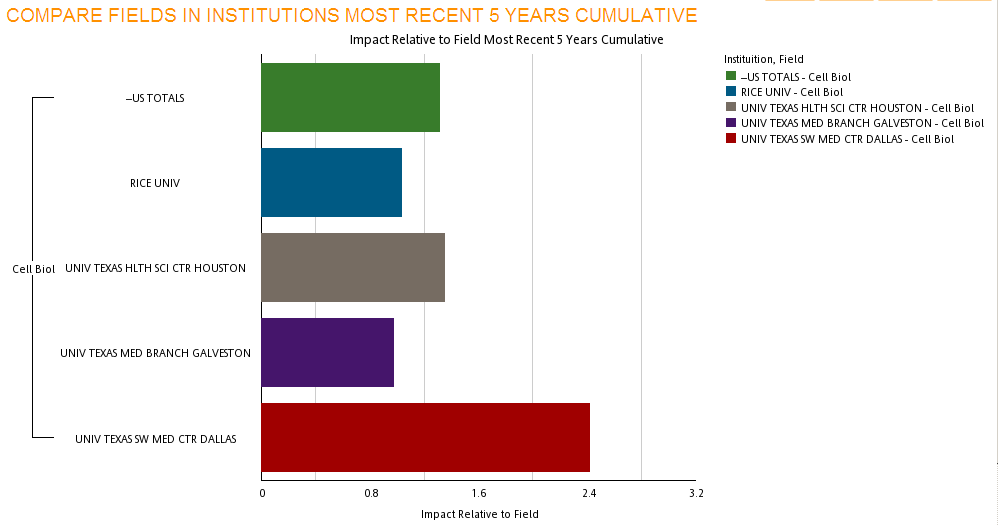 COMPARE FIELDS IN INSTITUTIONS MOST RECENT 5 YEARS CUMULATIVE
Impact Relative to Field Most Recent 5 Years Cumulative
Instituition, Field
–US TOTALS - Cell Biol
RICE UNIV - Cell Biol
UNIV TEXAS HLTH SCI CTR HOUSTON - Cell Biol
UNIV TEXAS MED BRANCH GALVESTON - Cell Biol
UNIV TEXAS SW MED CTR DALLAS - Cell Biol
–US TOTALS
RICE UNIV
Cell Biol
UNIV TEXAS HLTH SCI CTR HOUSTON
UNIV TEXAS MED BRANCH GALVESTON
UNIV TEXAS SW MED CTR DALLAS
0 0.8 1.6 2.4 3.2
Impact Relative to Field